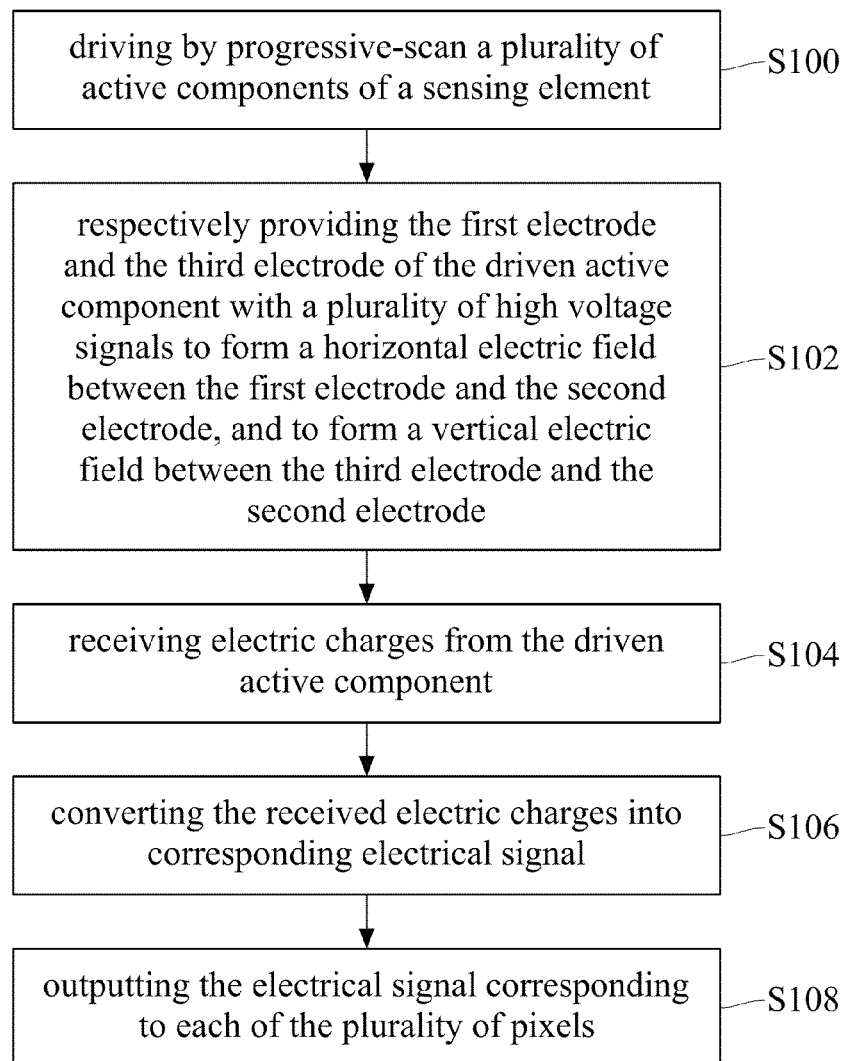 driving by progressive-scan a plurality of
active components of a sensing element
S100
respectively providing the first electrode
and the third electrode of the driven active
component with a plurality of high voltage
signals to form a horizontal electric field
between the first electrode and the second
electrode, and to form a vertical electric
field between the third electrode and the
second electrode
S102
receiving electric charges from the driven
active component
S104
converting the received electric charges into
corresponding electrical signal
S106
outputting the electrical signal corresponding
to each of the plurality of pixels
S108